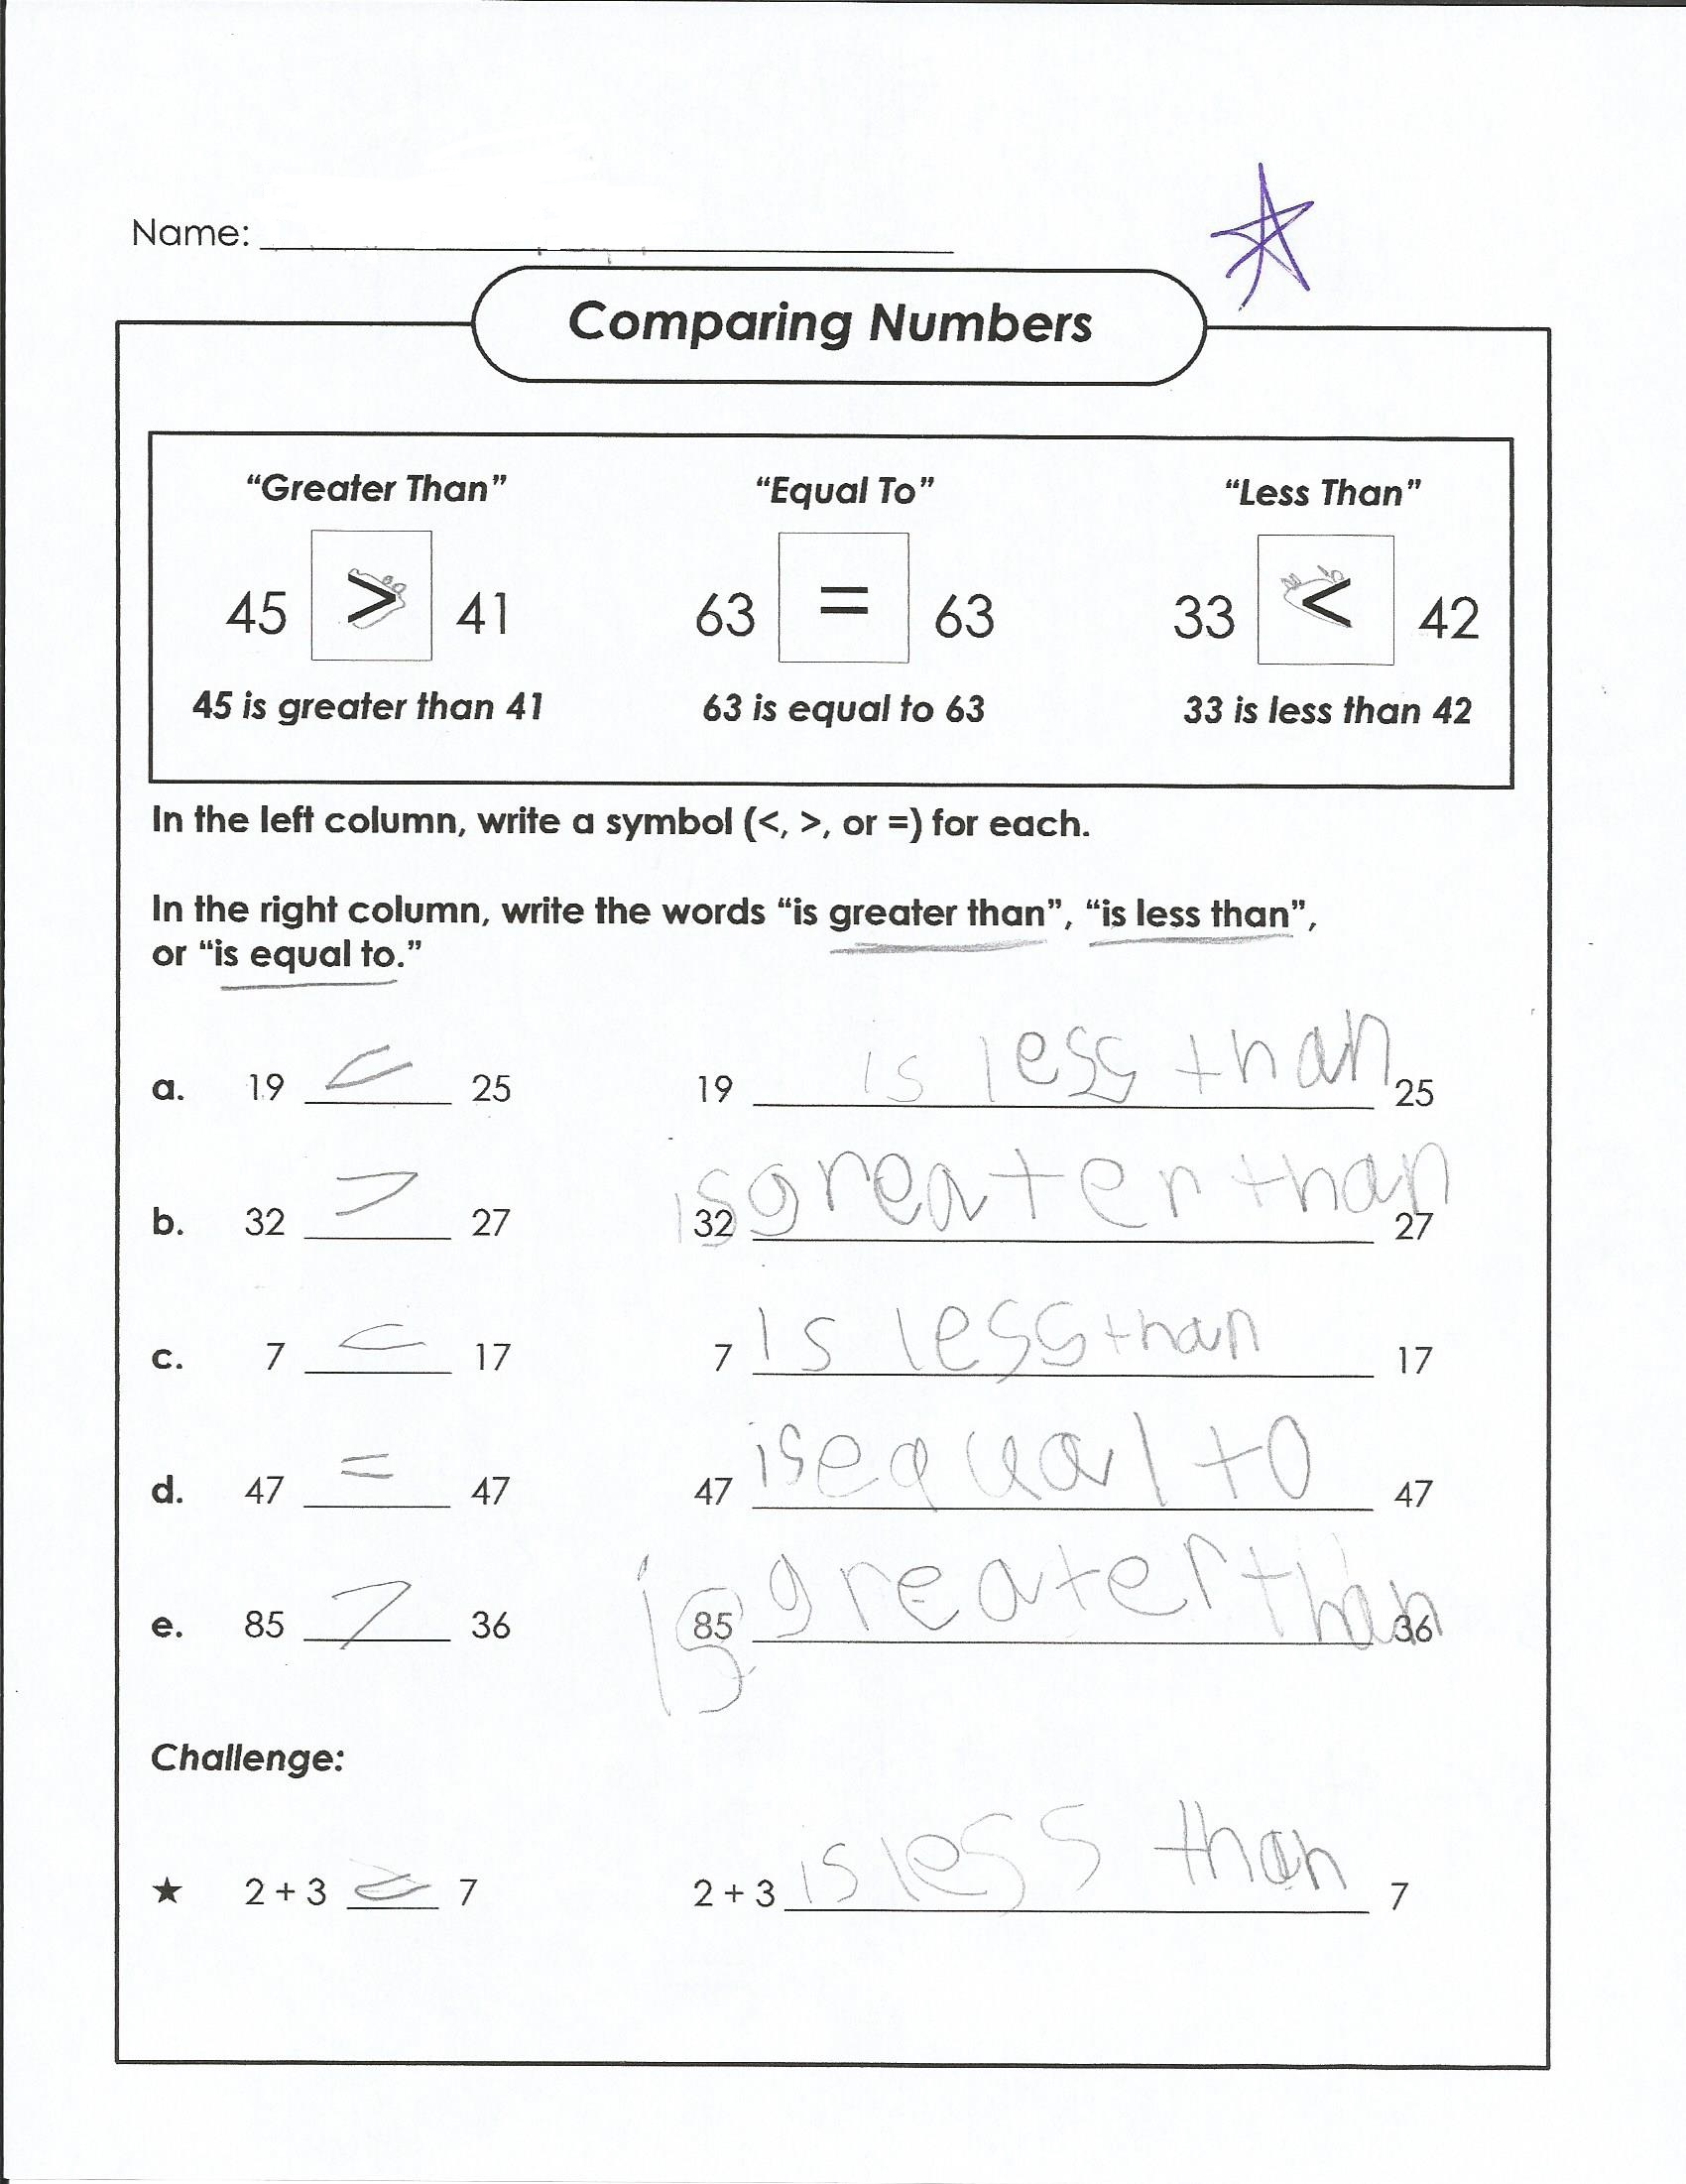 Name:
Comparing Numbers
“Greater Than” “Equal To” “Less Than”
45 > 41 63 = 63 33 < 42
45 is greater than 41 63 is equal to 63 33 is less than 42
In the left column, write a symbol (<, >, or =) for each.
In the right column, write the words “is greater than”, “is less than”,
or “is equal to.”
a. 19 < 25 19 is less than 25
b. 32 > 27 32 is greater than 27
c. 7 < 17 7 is less than 17
d. 47 = 47 47 is equal to 47
e. 85 > 36 85 is greater than 36
Challenge:
★ 2 + 3 < 7 2 + 3 is less than 7